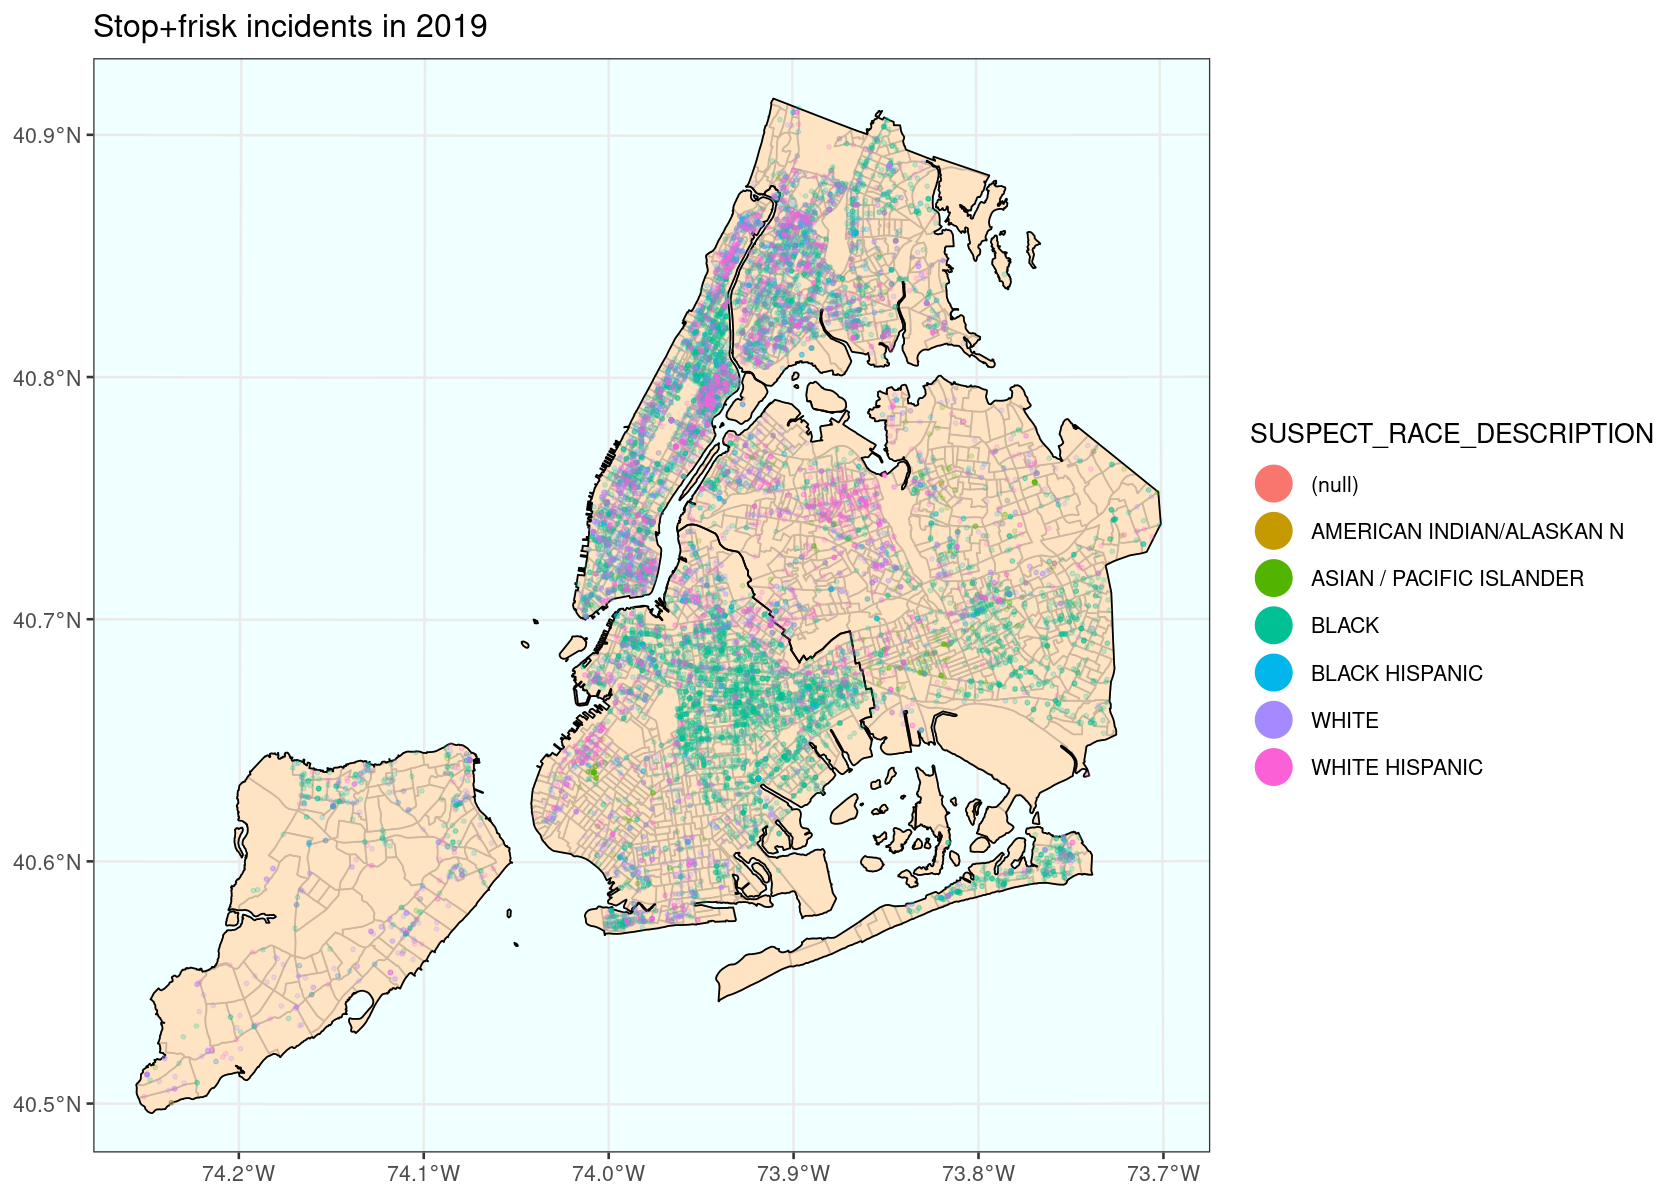 Stop+frisk incidents in 2019
40.9°N
40.8°N
40.7°N
40.6°N
40.5°N
74.2°W
74.1°W
74.0°W
73.9°W
73.8°W
73.7°W
SUSPECT_RACE_DESCRIPTION
(null)
AMERICAN INDIAN/ALASKAN N
ASIAN / PACIFIC ISLANDER
BLACK
BLACK HISPANIC
WHITE
WHITE HISPANIC